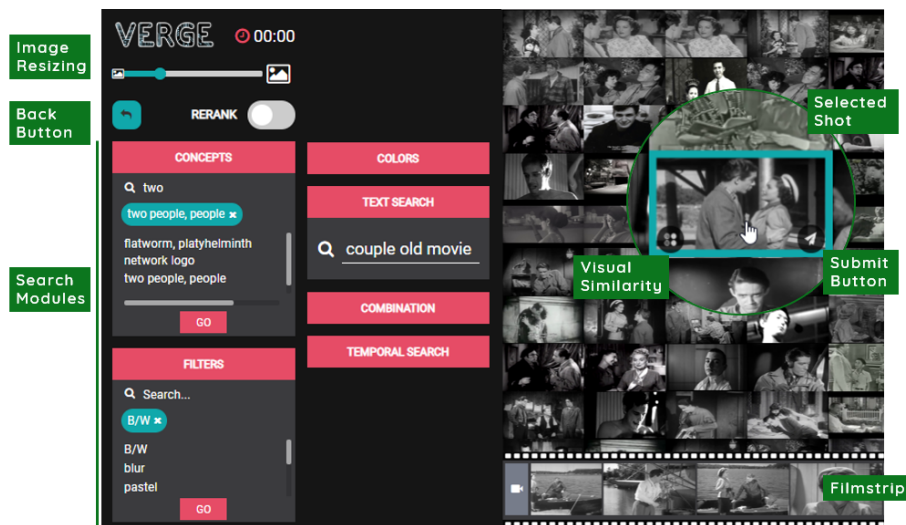 VERGE
00:00
Image
Resizing
Back
Button
RERANK
CONCEPTS
two
two people, people ×
flatworm, platyhelminth
network logo
two people, people
GO
Search
Modules
FILTERS
Search...
B/W ×
B/W
blur
pastel
GO
COLORS
TEXT SEARCH
couple old movie
COMBINATION
TEMPORAL SEARCH
Selected
Shot
Visual
Similarity
Submit
Button
Filmstrip